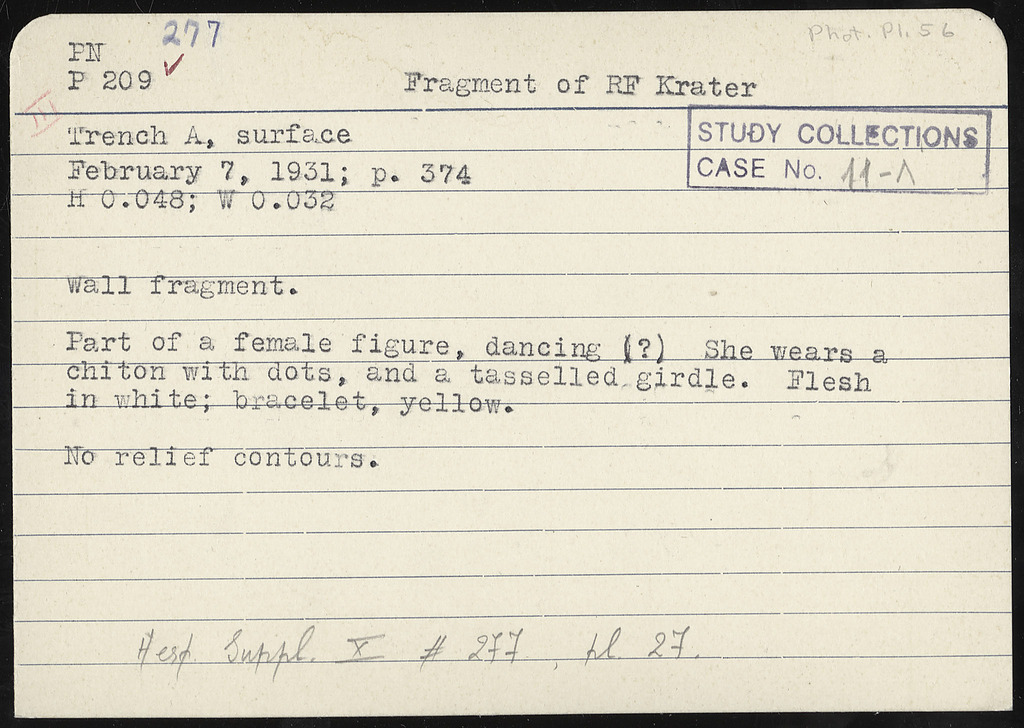 277
Phot. Pl. 56
PN
P 209 ✓
Fragment of RF Krater
III
Trench A, surface
STUDY COLLECTIONS
February 7, 1931; p. 374
CASE No. 11-Λ
H 0.048; W 0.032
Wall fragment.
Part of a female figure, dancing (?) She wears a
chiton with dots, and a tasselled girdle. Flesh
in white; bracelet, yellow.
No relief contours.
Hesp. Suppl. X # 277, pl. 27.